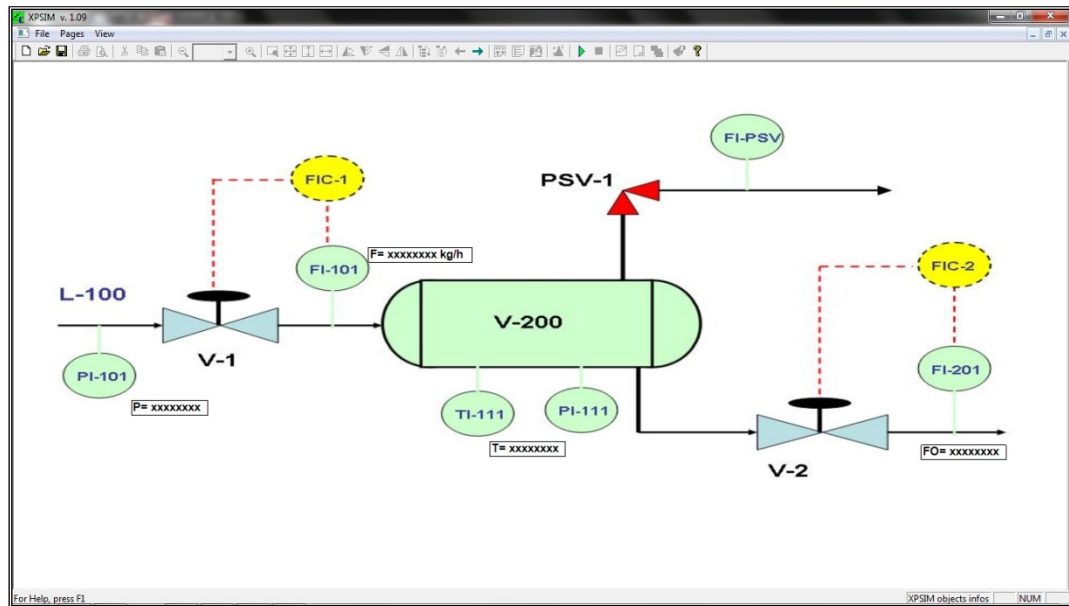 XPSIM v. 1.09
File Pages View
FI-PSV
PSV-1
FIC-1
F= xxxxxxxx kg/h
FI-101
FIC-2
L-100
V-200
V-1
PI-101
P= xxxxxxxx
TI-111
PI-111
T= xxxxxxxx
FI-201
FO= xxxxxxxx
V-2
For Help, press F1
XPSIM objects infos
NUM